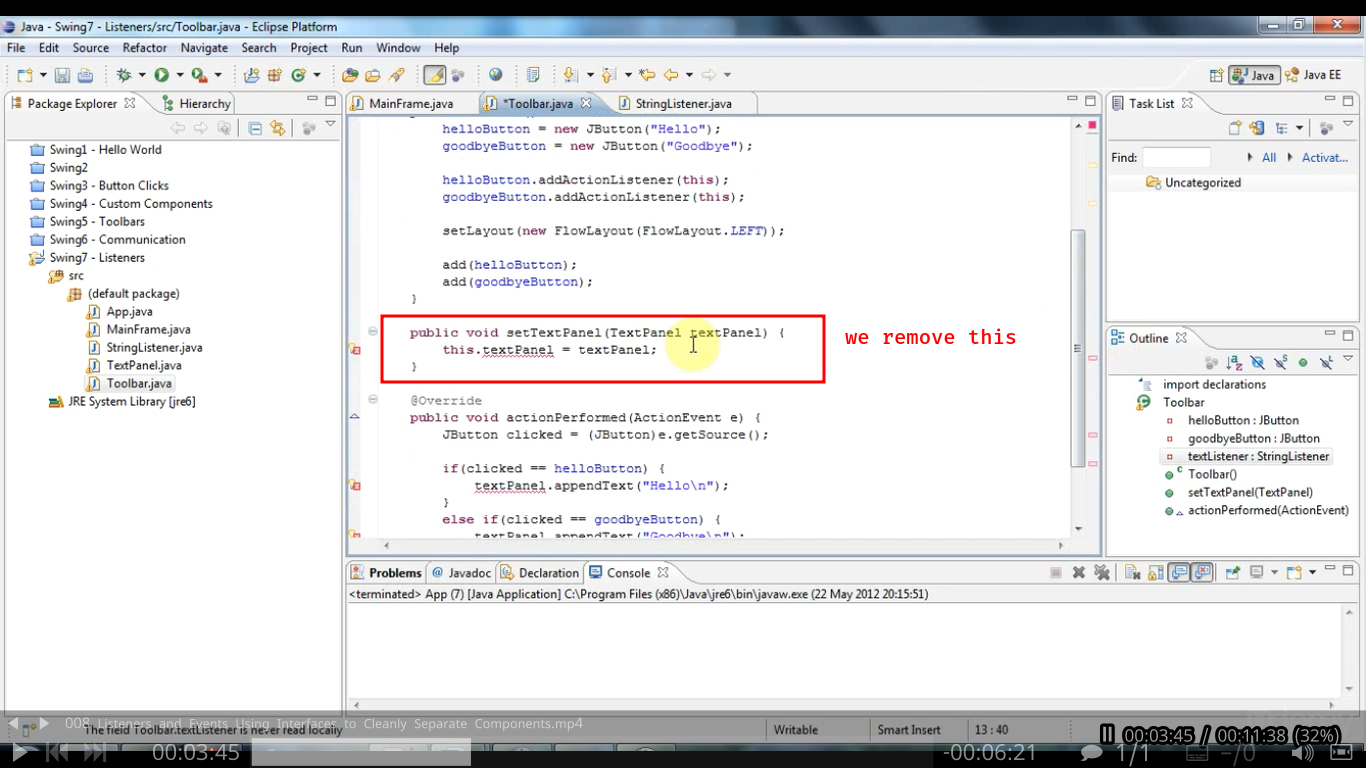 Java - Swing7 - Listeners/src/Toolbar.java - Eclipse Platform
File Edit Source Refactor Navigate Search Project Run Window Help
Java
Java EE
Package Explorer
Hierarchy
Swing1 - Hello World
Swing2
Swing3 - Button Clicks
Swing4 - Custom Components
Swing5 - Toolbars
Swing6 - Communication
Swing7 - Listeners
src
(default package)
App.java
MainFrame.java
StringListener.java
TextPanel.java
Toolbar.java
JRE System Library [jre6]
MainFrame.java
*Toolbar.java
StringListener.java
helloButton = new JButton("Hello");
goodbyeButton = new JButton("Goodbye");
helloButton.addActionListener(this);
goodbyeButton.addActionListener(this);
setLayout(new FlowLayout(FlowLayout.LEFT));
add(helloButton);
add(goodbyeButton);
}
public void setTextPanel(TextPanel textPanel) {
this.textPanel = textPanel;
}
we remove this
@Override
public void actionPerformed(ActionEvent e) {
JButton clicked = (JButton)e.getSource();
if(clicked == helloButton) {
textPanel.appendText("Hello\n");
}
else if(clicked == goodbyeButton) {
textPanel.appendText("Goodbye\n");
Task List
Find:
All
Activat...
Uncategorized
Outline
import declarations
Toolbar
helloButton : JButton
goodbyeButton : JButton
textListener : StringListener
Toolbar()
setTextPanel(TextPanel)
actionPerformed(ActionEvent)
Problems
@ Javadoc
Declaration
Console
<terminated> App (7) [Java Application] C:\Program Files (x86)\Java\jre6\bin\javaw.exe (22 May 2012 20:15:51)
008 Listeners and Events Using Interfaces to Cleanly Separate Components.mp4
The field Toolbar.textListener is never read locally
Writable
Smart Insert
13 : 40
00:03:45 / 00:11:38 (32%)
00:03:45
-00:06:21
1/1
-/0